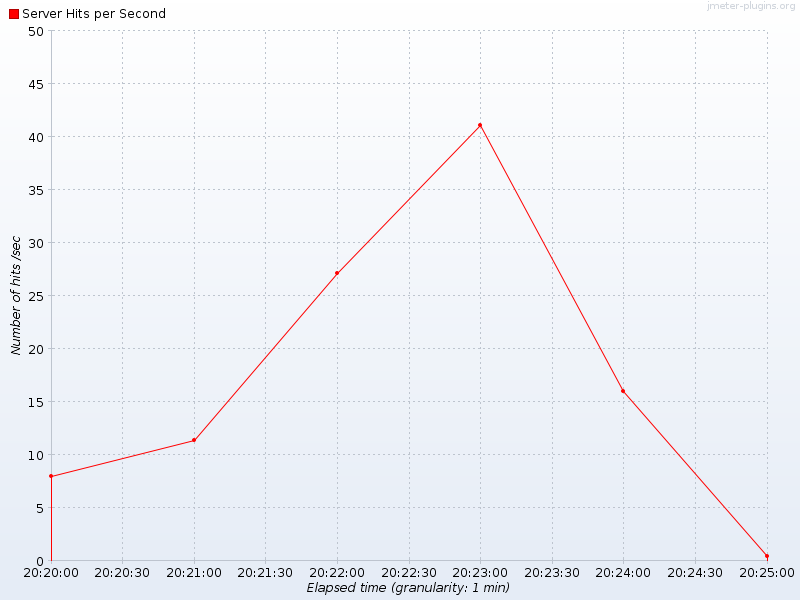 jmeter-plugins.org
Server Hits per Second
50
45
40
35
30
25
20
15
10
5
0
Number of hits /sec
20:20:00 20:20:30 20:21:00 20:21:30 20:22:00 20:22:30 20:23:00 20:23:30 20:24:00 20:24:30 20:25:00
Elapsed time (granularity: 1 min)